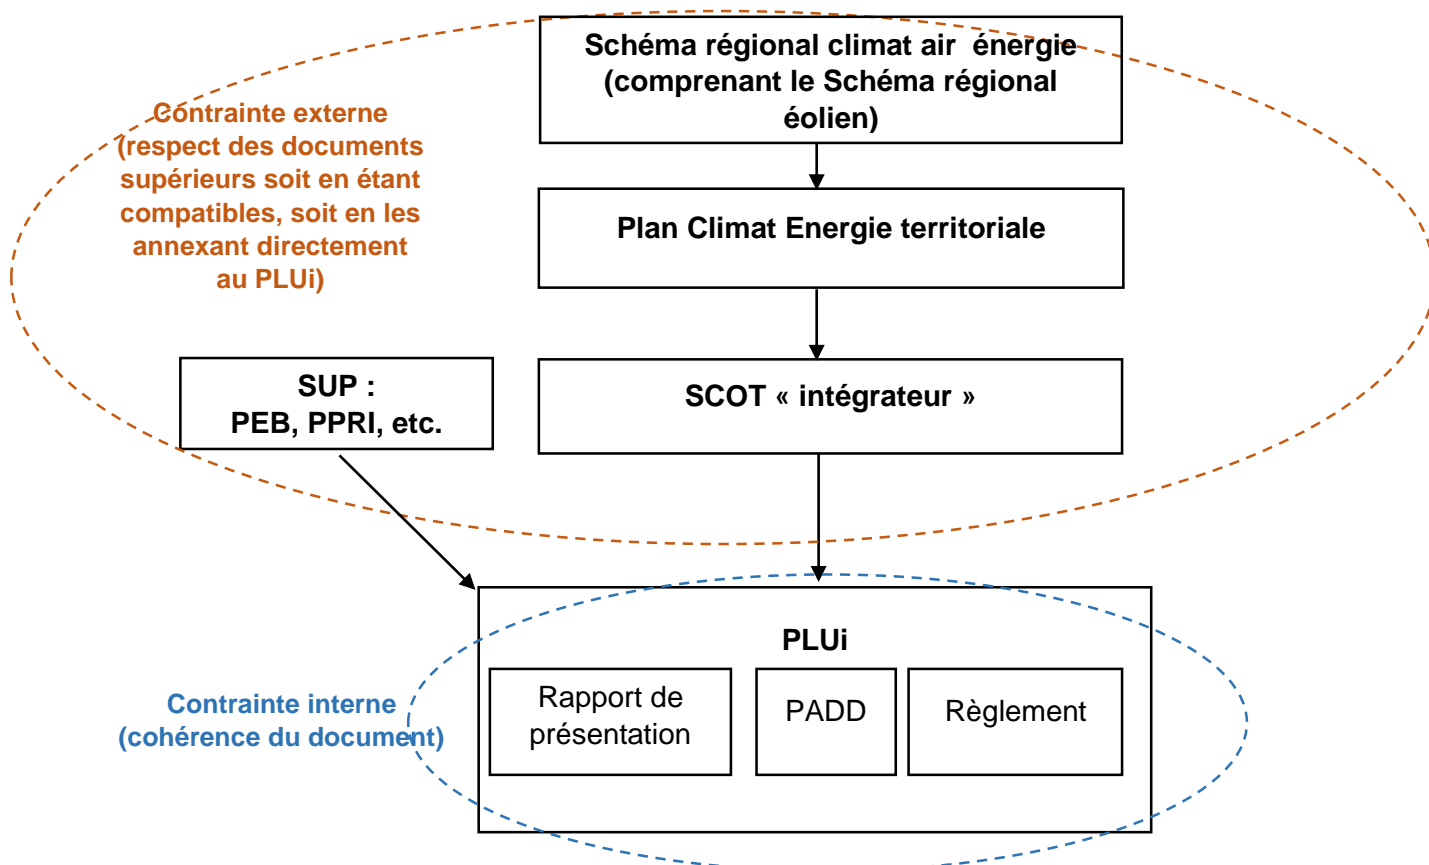 Schéma régional climat air  énergie
(comprenant le Schéma régional
éolien)
Contrainte externe
(respect des documents
supérieurs soit en étant
compatibles, soit en les
annexant directement
au PLUi)
Plan Climat Energie territoriale
SUP :
PEB, PPRI, etc.
SCOT « intégrateur »
PLUi
Contrainte interne
(cohérence du document)
Rapport de
présentation
PADD
Règlement